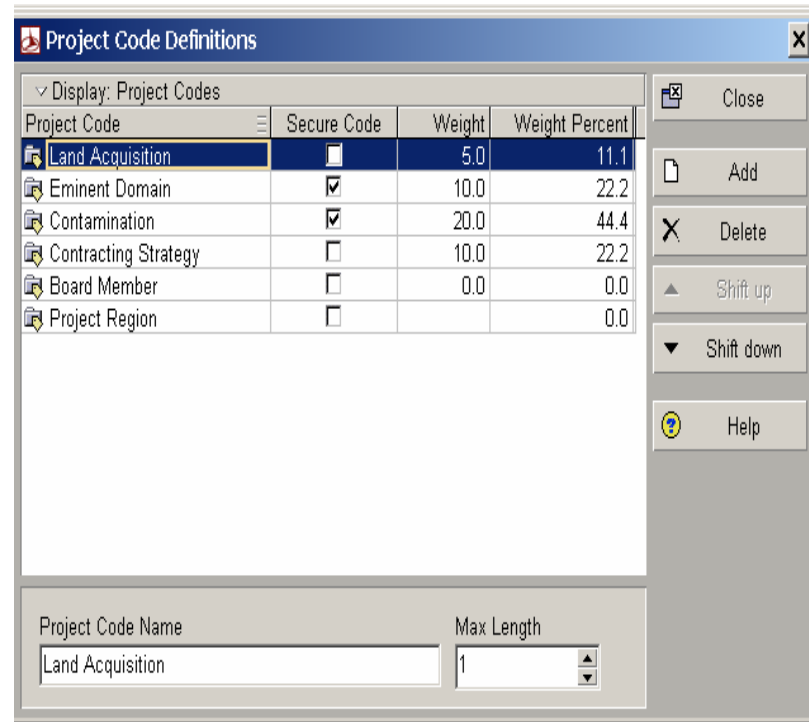 Project Code Definitions
Display: Project Codes
Project Code Secure Code Weight Weight Percent
Land Acquisition 5.0 11.1
Eminent Domain 10.0 22.2
Contamination 20.0 44.4
Contracting Strategy 10.0 22.2
Board Member 0.0 0.0
Project Region 0.0
Close
Add
Delete
Shift up
Shift down
Help
Project Code Name Max Length
Land Acquisition 1